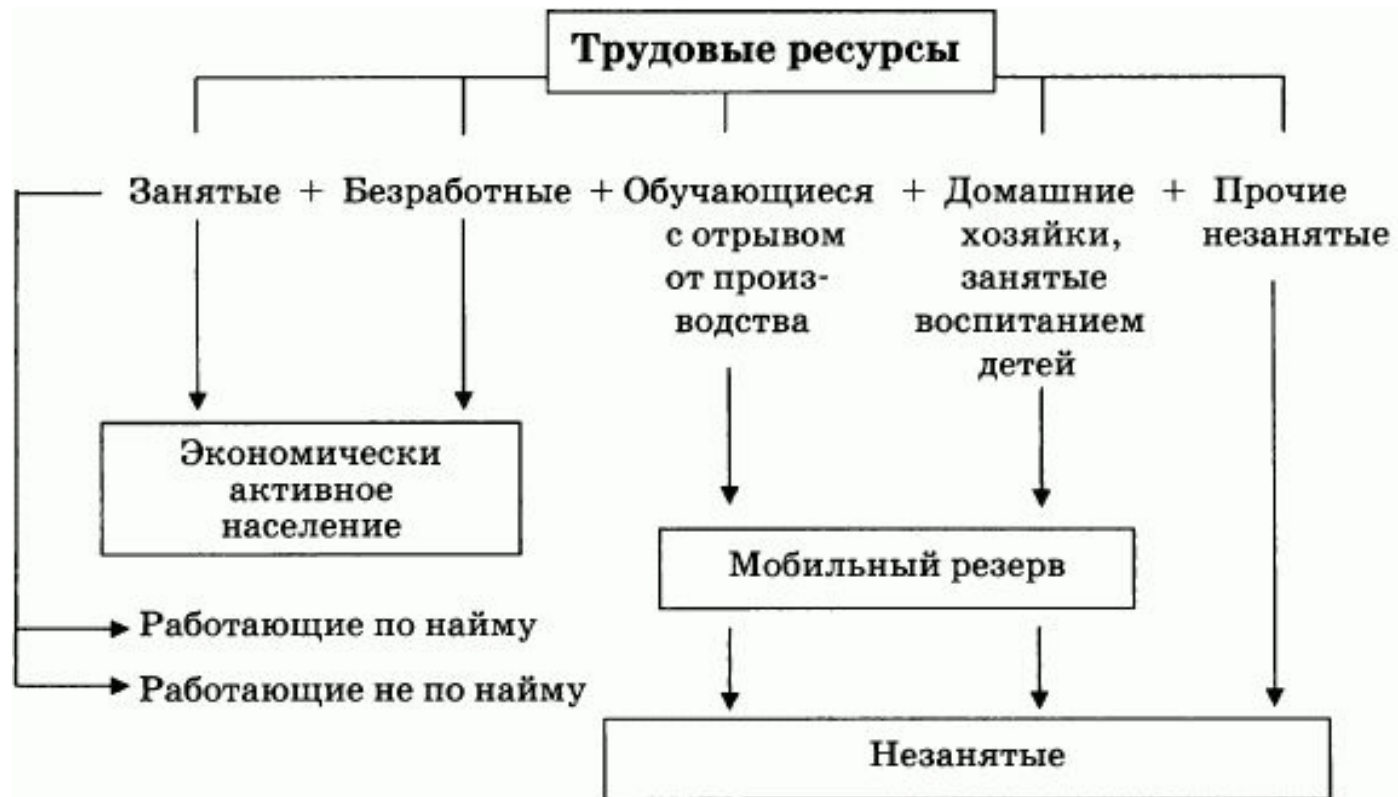 Трудовые ресурсы
Занятые + Безработные + Обучающиеся + Домашние + Прочие
с отрывом хозяйки, незанятые
от произ- занятые
водства воспитанием
детей
Экономически
активное
население
Мобильный резерв
Работающие по найму
Работающие не по найму
Незанятые